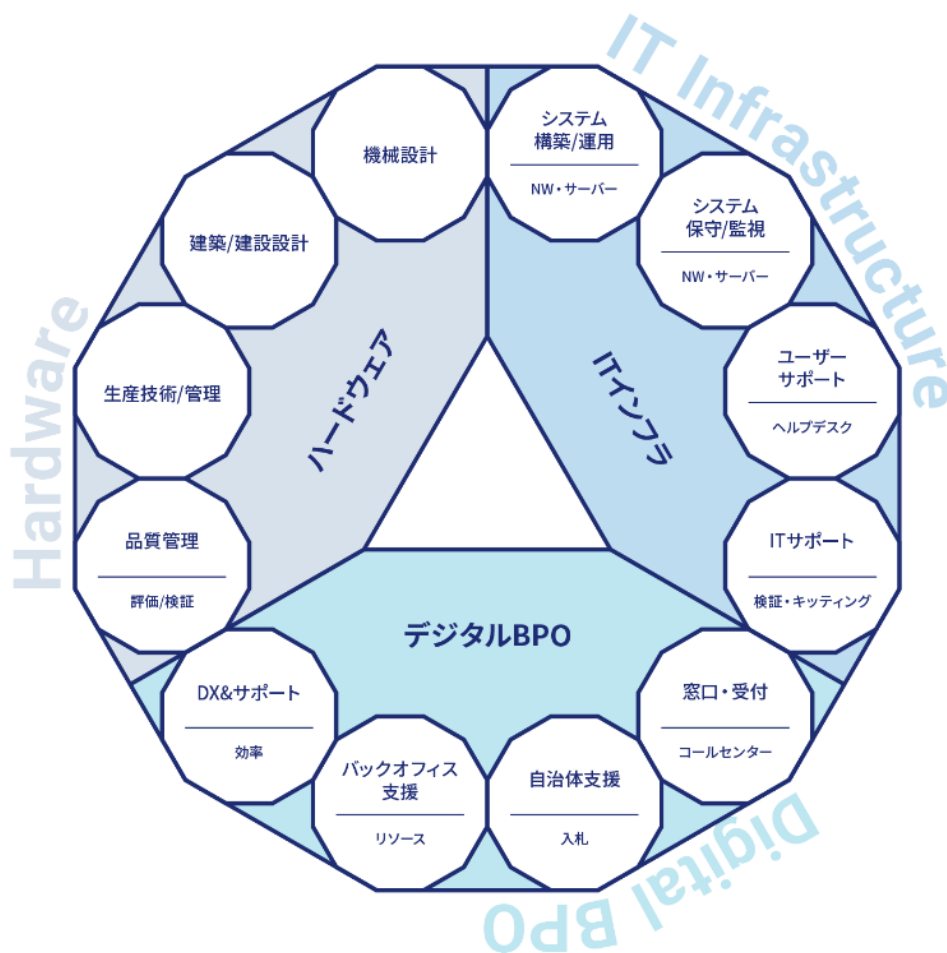 IT Infrastructure
Hardware
Digital BPO
機械設計
建築/建設設計
生産技術/管理
品質管理
評価/検証
ハードウェア
システム
構築/運用
NW・サーバー
システム
保守/監視
NW・サーバー
ユーザー
サポート
ヘルプデスク
ITサポート
検証・キッティング
ITインフラ
デジタルBPO
DX&サポート
効率
バックオフィス
支援
リソース
自治体支援
入札
窓口・受付
コールセンター